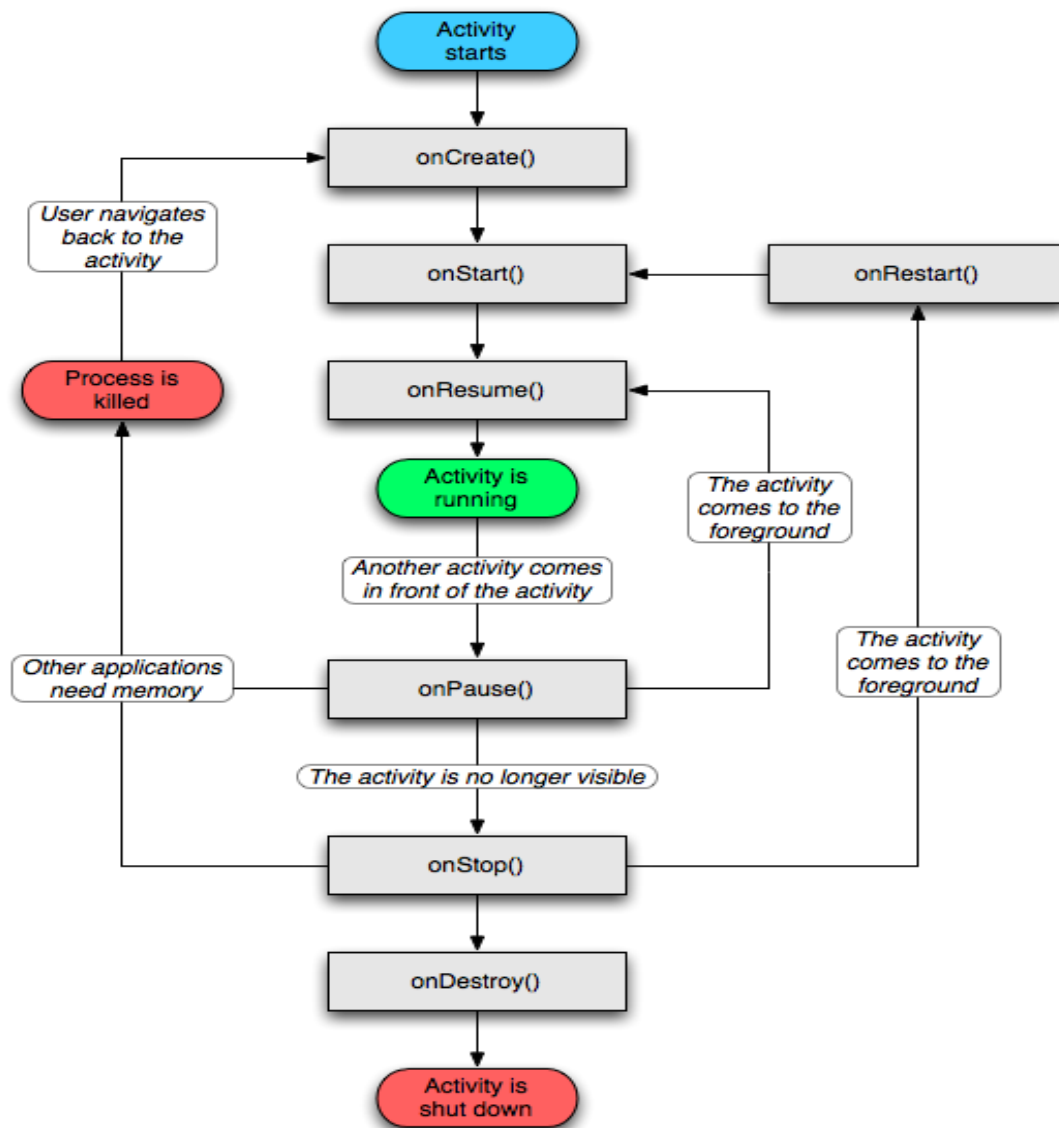 Activity
starts
onCreate()
User navigates
back to the
activity
onStart()
onRestart()
Process is
killed
onResume()
Activity is
running
The activity
comes to the
foreground
Another activity comes
in front of the activity
The activity
comes to the
foreground
Other applications
need memory
onPause()
The activity is no longer visible
onStop()
onDestroy()
Activity is
shut down